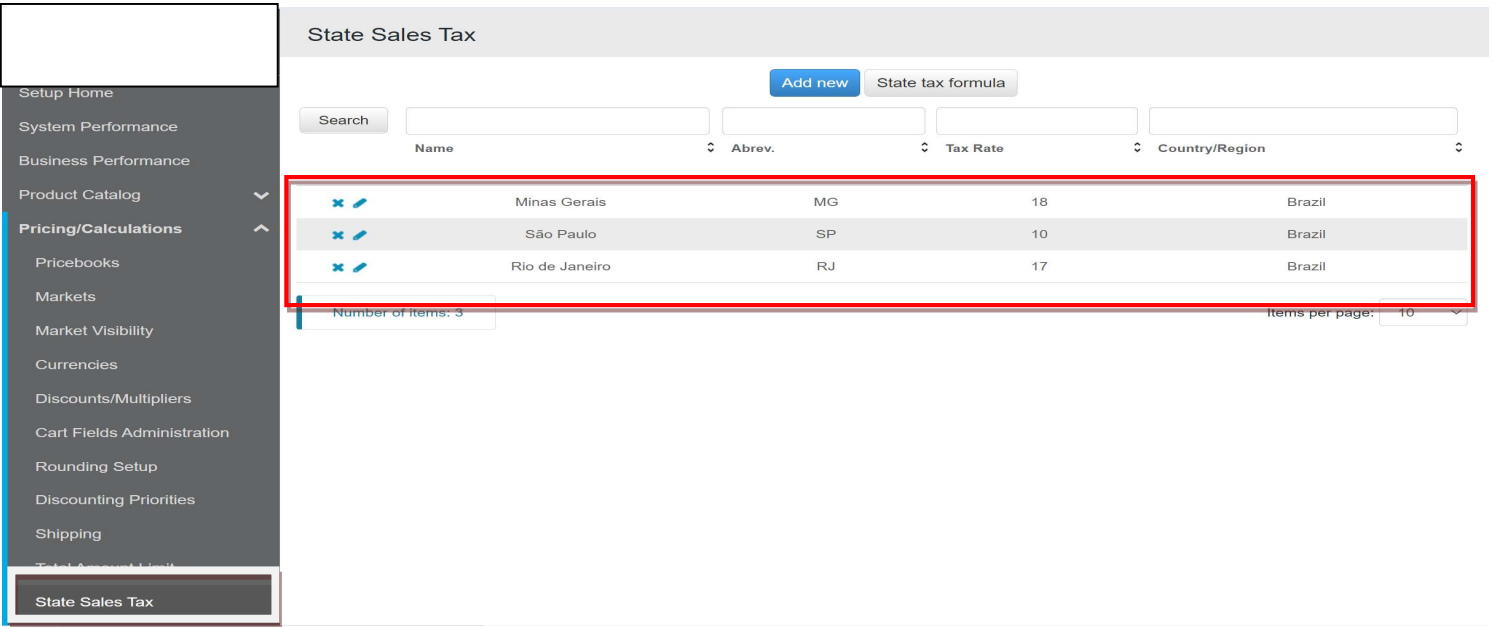 State Sales Tax
Add new
State tax formula
Search
Name
Abrev.
Tax Rate
Country/Region
Minas Gerais MG 18 Brazil
São Paulo SP 10 Brazil
Rio de Janeiro RJ 17 Brazil
Number of items: 3
Items per page: 10
Setup Home
System Performance
Business Performance
Product Catalog
Pricing/Calculations
Pricebooks
Markets
Market Visibility
Currencies
Discounts/Multipliers
Cart Fields Administration
Rounding Setup
Discounting Priorities
Shipping
Total Amount Limit
State Sales Tax